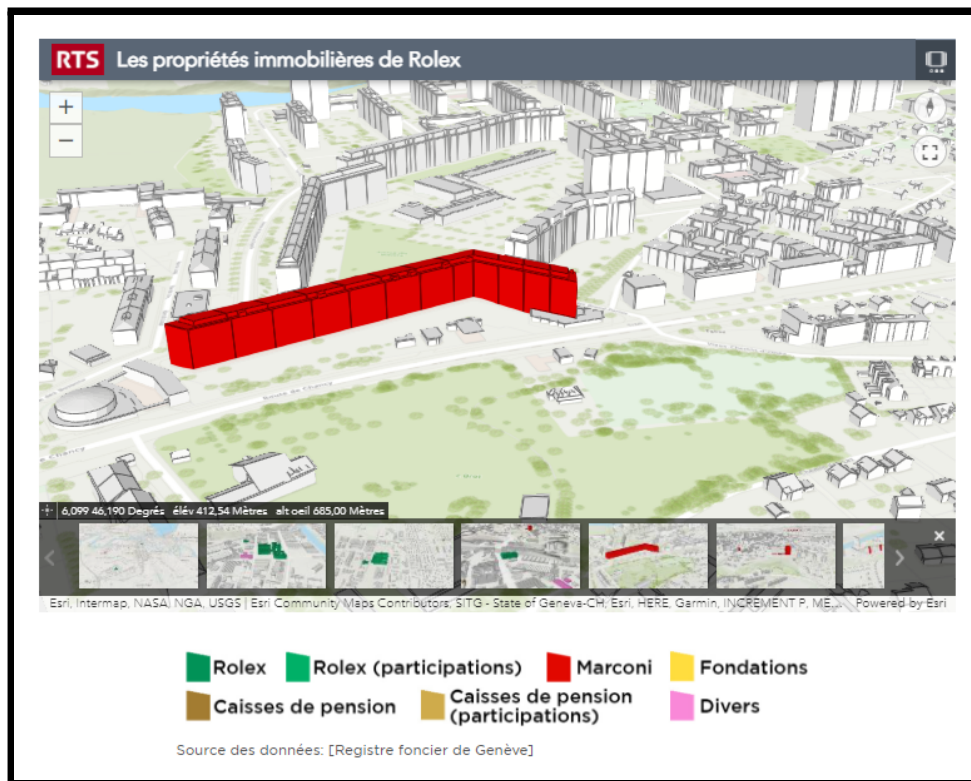 RTS Les propriétés immobilières de Rolex
+
−
Route de Chancy
6,099 46,190 Degrés élév 412,54 Mètres alt oeil 685,00 Mètres
Esri, Intermap, NASA, NGA, USGS | Esri Community Maps Contributors, SITG - State of Geneva-CH, Esri, HERE, Garmin, INCREMENT P, ME... Powered by Esri
Rolex Rolex (participations) Marconi Fondations
Caisses de pension Caisses de pension (participations) Divers
Source des données: [Registre foncier de Genève]